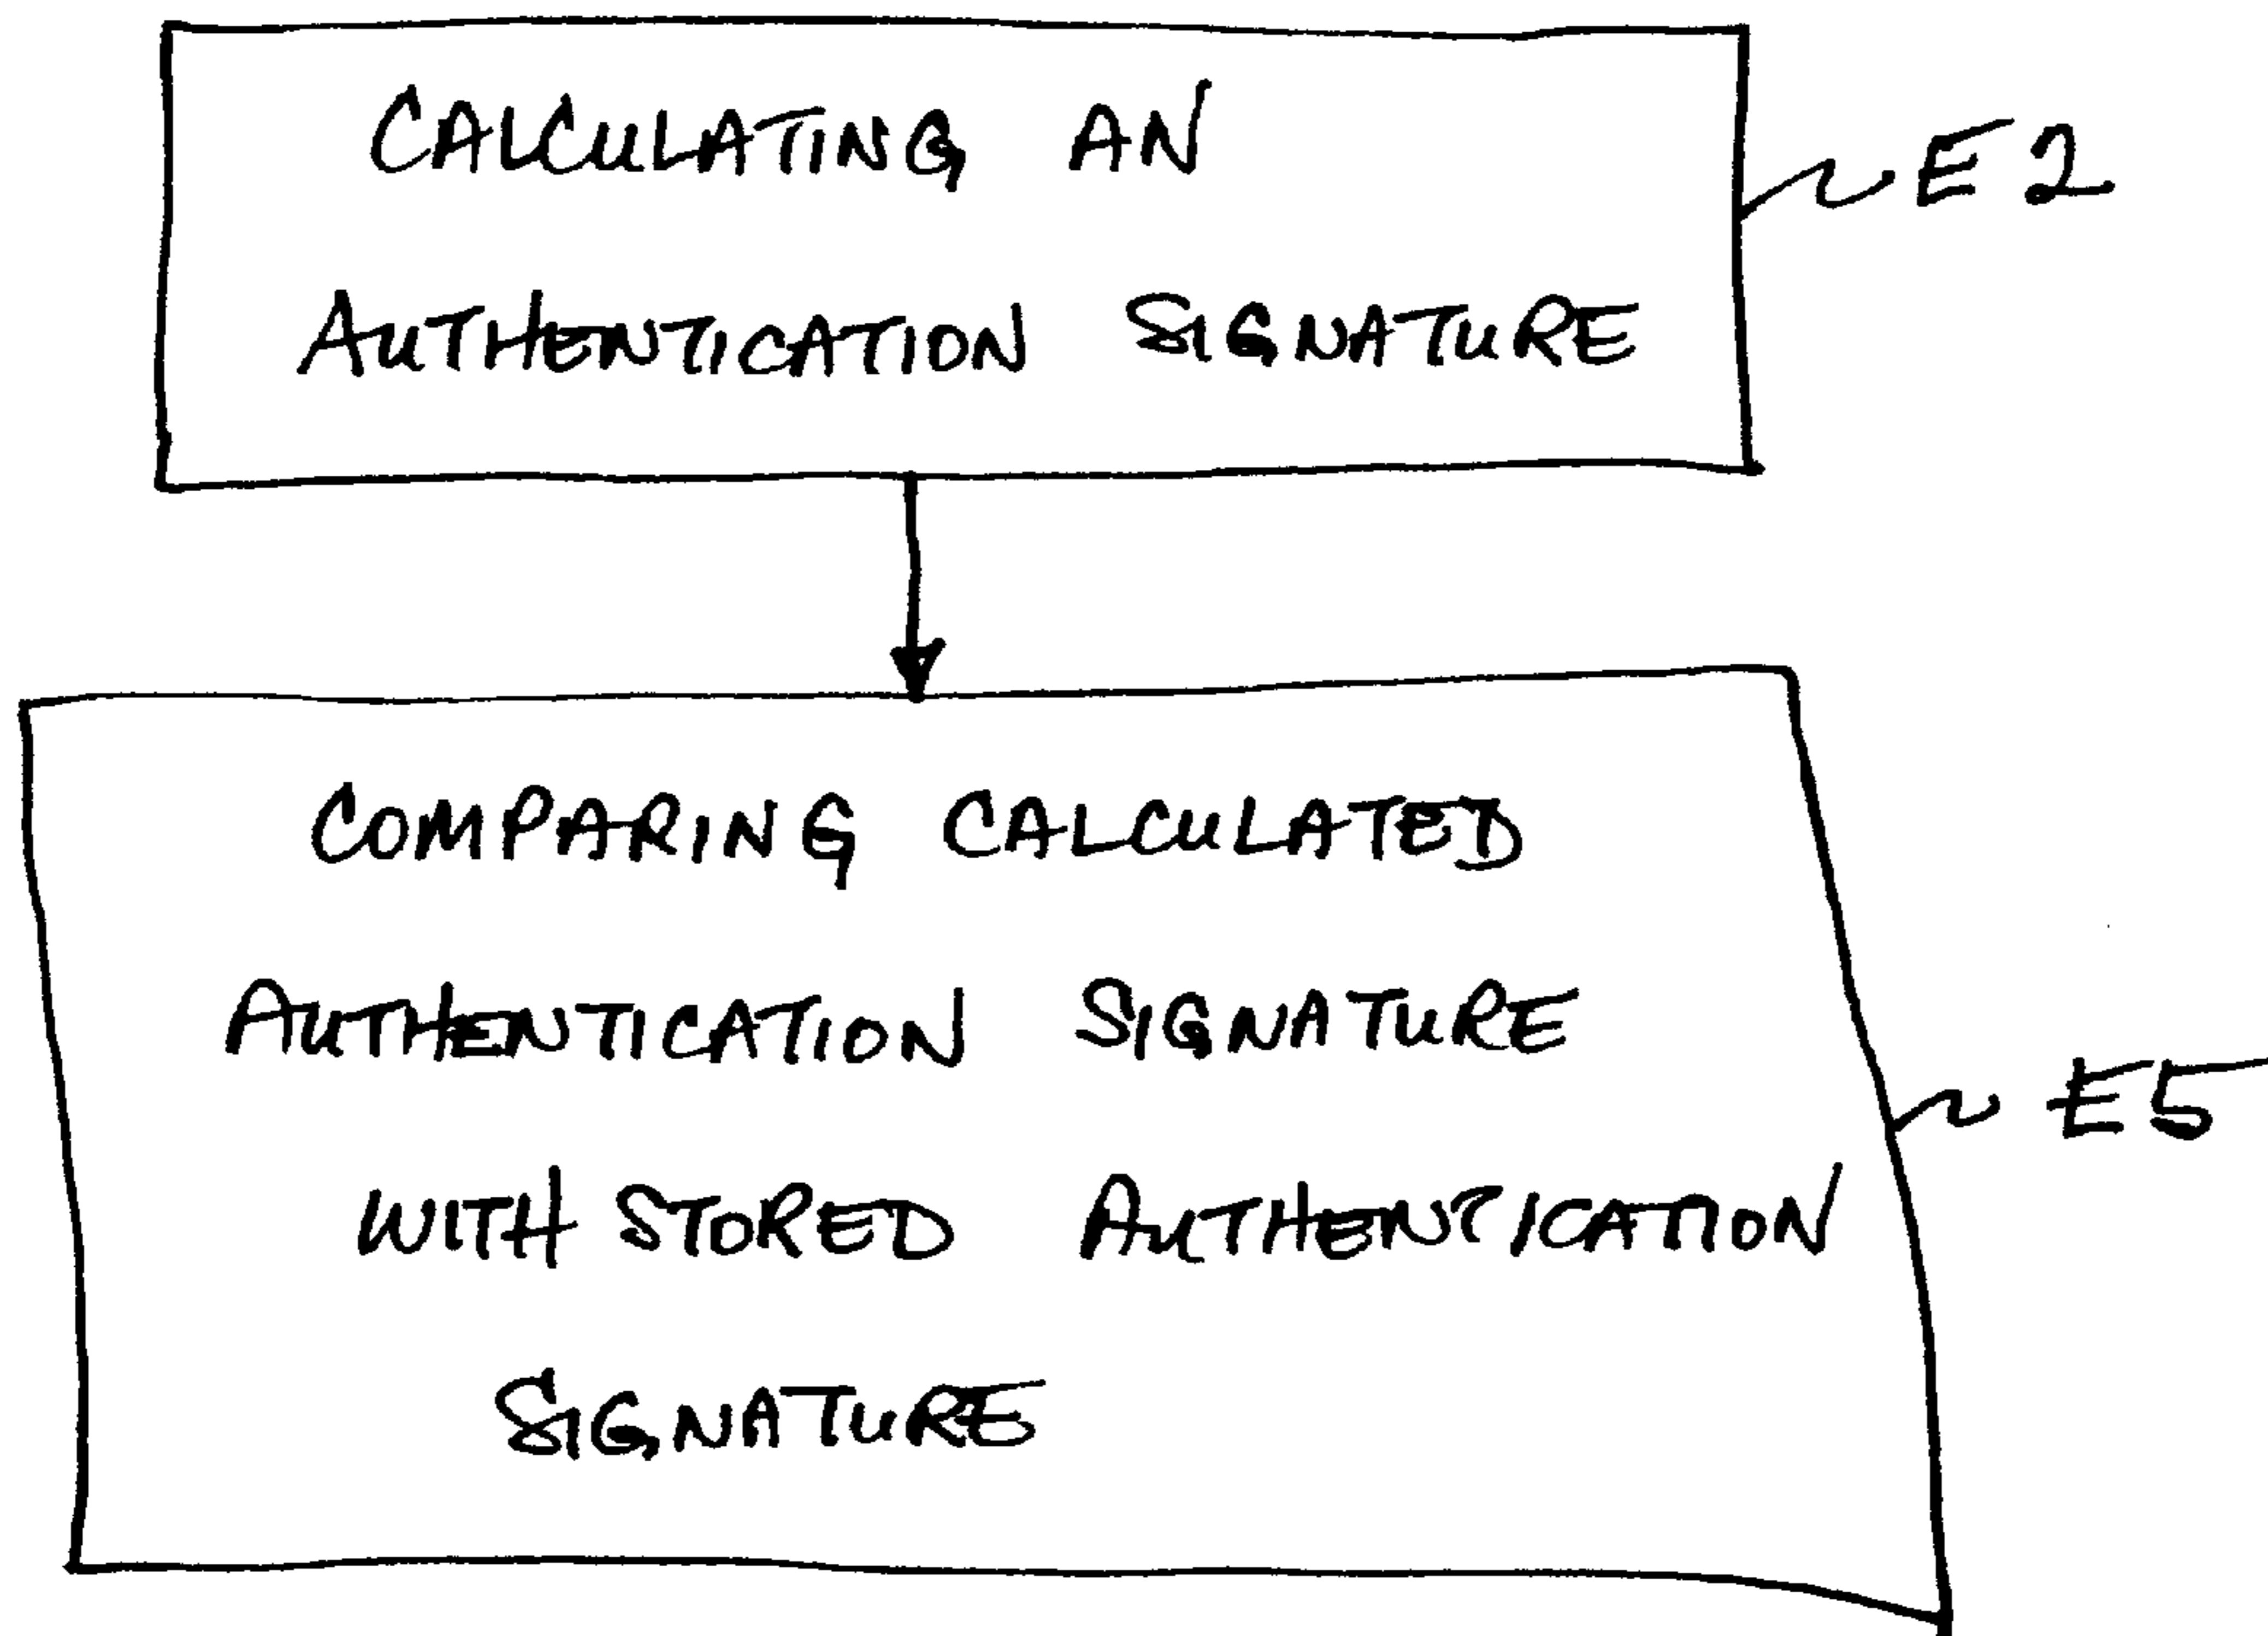 CALCULATING AN
E2
AUTHENTICATION SIGNATURE
COMPARING CALCULATED
AUTHENTICATION SIGNATURE
E5
WITH STORED AUTHENTICATION
SIGNATURE